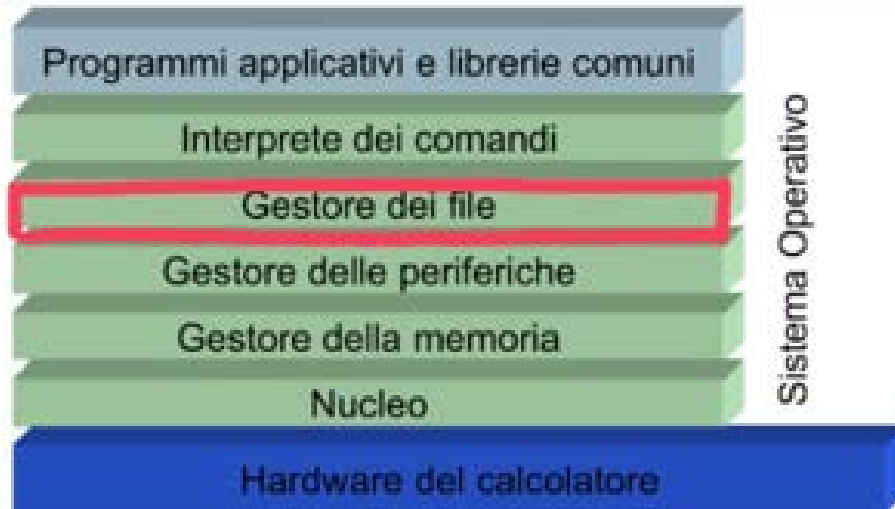 Programmi applicativi e librerie comuni
Interprete dei comandi
Gestore dei file
Gestore delle periferiche
Gestore della memoria
Nucleo
Hardware del calcolatore
Sistema Operativo